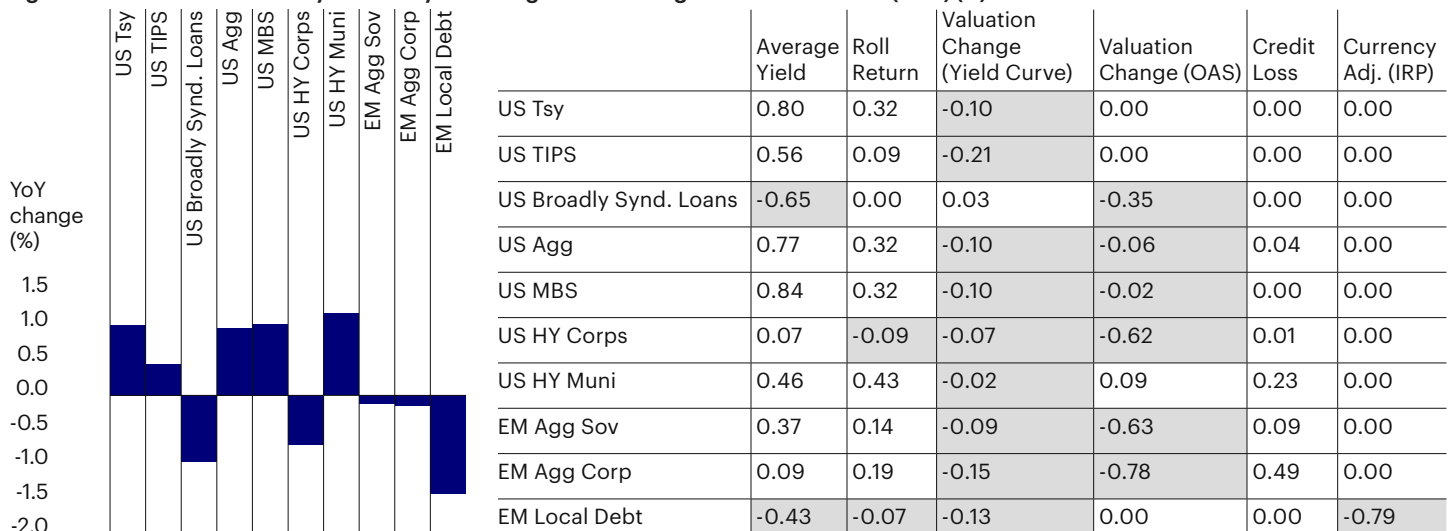 US Tsy
US TIPS
US Broadly Synd. Loans
US Agg
US MBS
US HY Corps
US HY Muni
EM Agg Sov
EM Agg Corp
EM Local Debt
YoY
change
(%)
1.5
1.0
0.5
0.0
-0.5
-1.0
-1.5
-2.0
Average Yield Roll Return Valuation Change (Yield Curve) Valuation Change (OAS) Credit Loss Currency Adj. (IRP)
US Tsy 0.80 0.32 -0.10 0.00 0.00 0.00
US TIPS 0.56 0.09 -0.21 0.00 0.00 0.00
US Broadly Synd. Loans -0.65 0.00 0.03 -0.35 0.00 0.00
US Agg 0.77 0.32 -0.10 -0.06 0.04 0.00
US MBS 0.84 0.32 -0.10 -0.02 0.00 0.00
US HY Corps 0.07 -0.09 -0.07 -0.62 0.01 0.00
US HY Muni 0.46 0.43 -0.02 0.09 0.23 0.00
EM Agg Sov 0.37 0.14 -0.09 -0.63 0.09 0.00
EM Agg Corp 0.09 0.19 -0.15 -0.78 0.49 0.00
EM Local Debt -0.43 -0.07 -0.13 0.00 0.00 -0.79